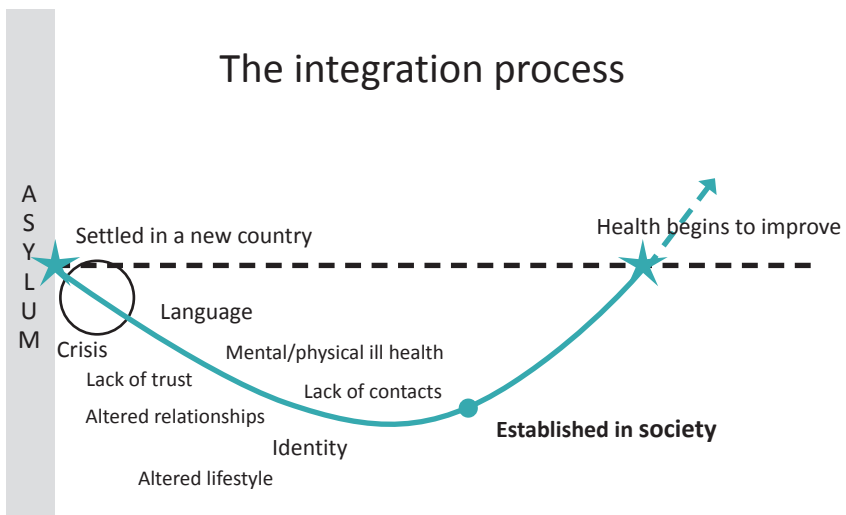 The integration process
ASYLUM
Settled in a new country
Health begins to improve
Language
Crisis
Mental/physical ill health
Lack of trust
Lack of contacts
Altered relationships
Established in society
Identity
Altered lifestyle